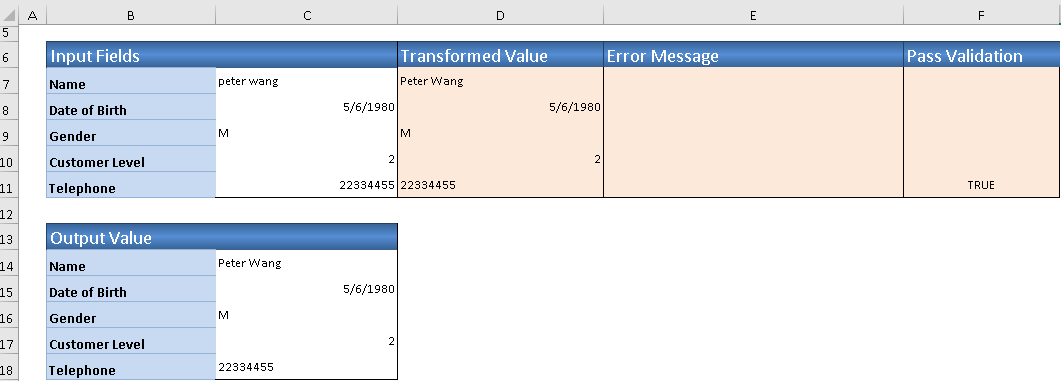 A B C D E F
5
6 Input Fields Transformed Value Error Message Pass Validation
7 Name peter wang Peter Wang
8 Date of Birth 5/6/1980 5/6/1980
9 Gender M M
10 Customer Level 2 2
11 Telephone 22334455 22334455 TRUE
12
13 Output Value
14 Name Peter Wang
15 Date of Birth 5/6/1980
16 Gender M
17 Customer Level 2
18 Telephone 22334455